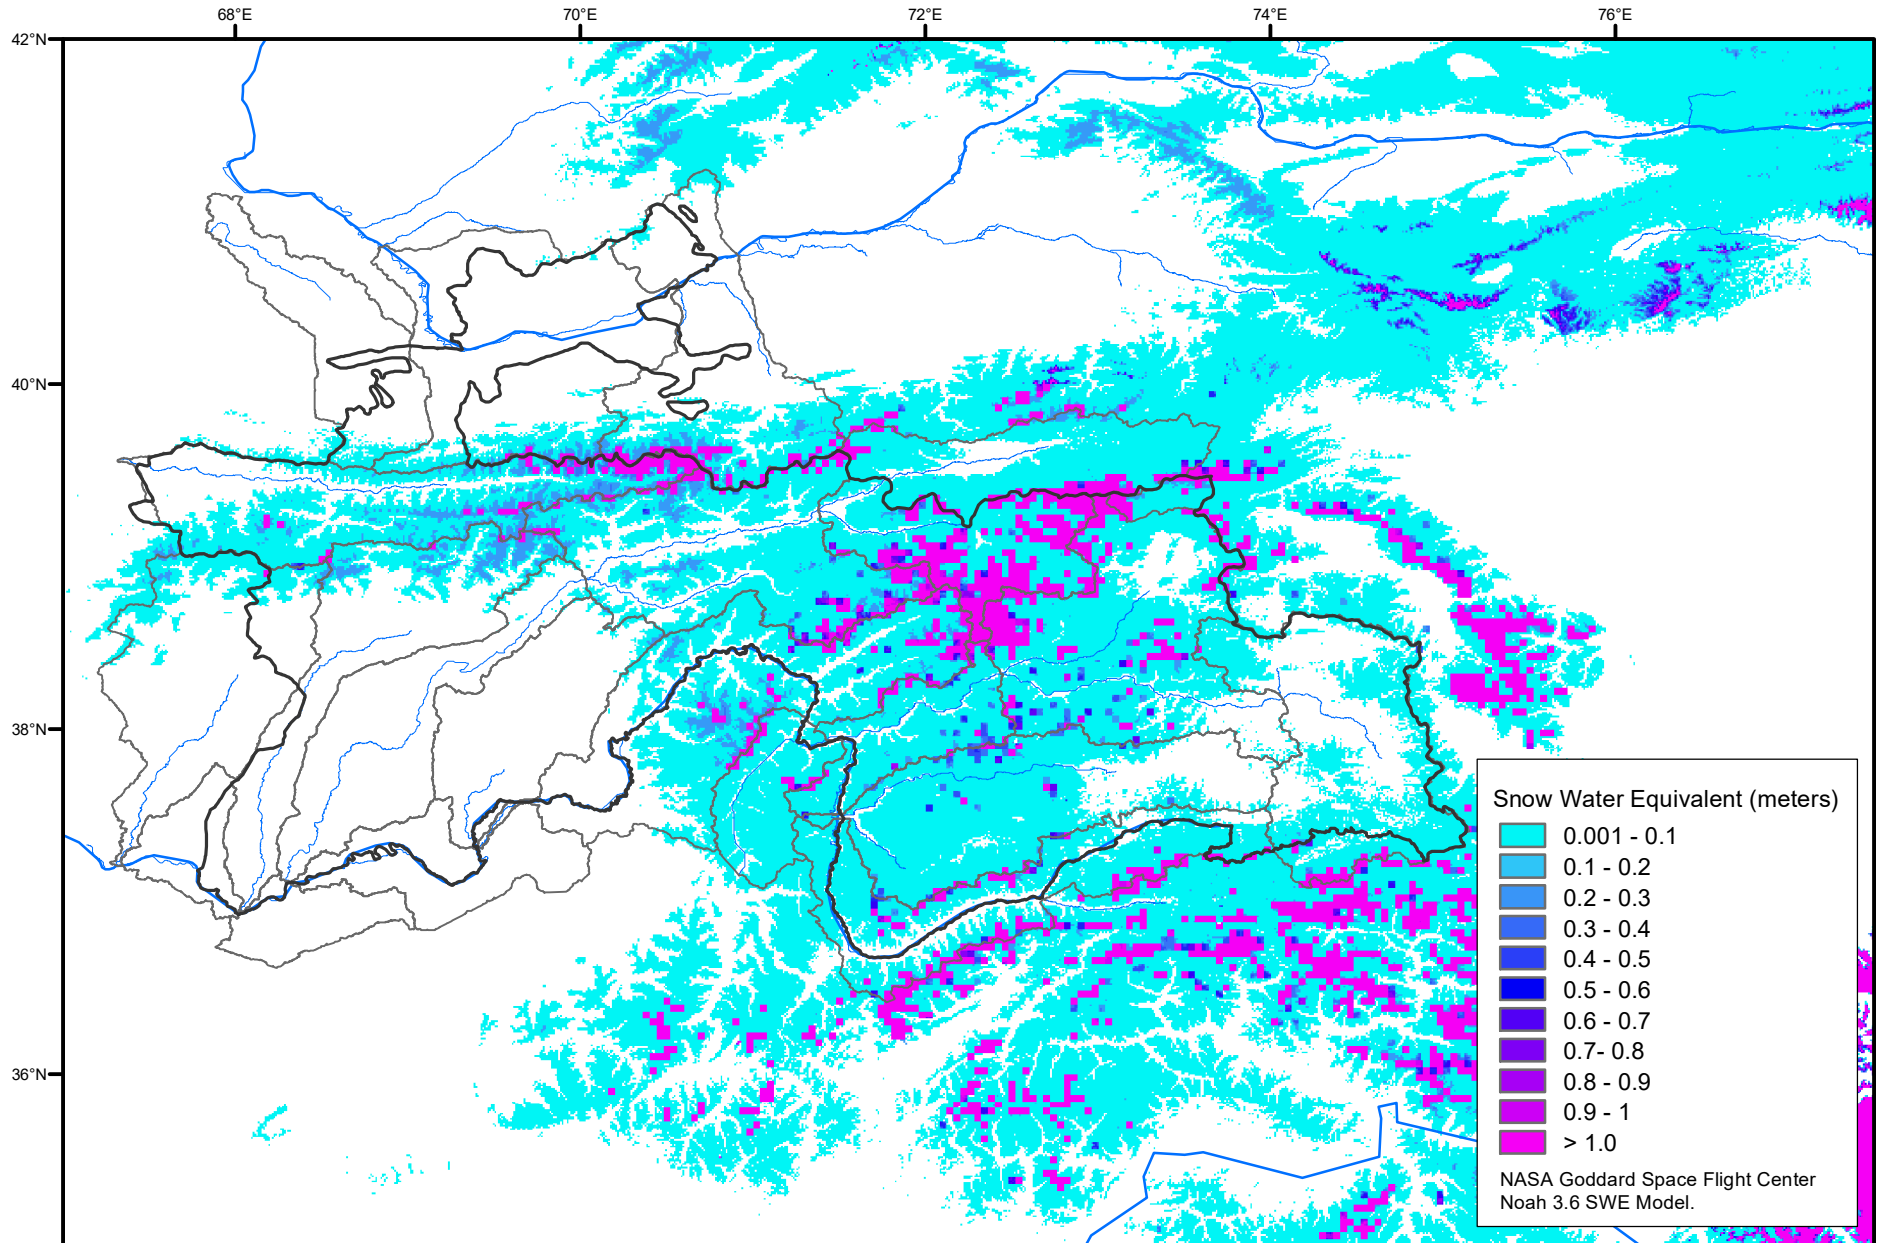 68°E 70°E 72°E 74°E 76°E
42°N
40°N
38°N
36°N
Snow Water Equivalent (meters)
0.001 - 0.1
0.1 - 0.2
0.2 - 0.3
0.3 - 0.4
0.4 - 0.5
0.5 - 0.6
0.6 - 0.7
0.7- 0.8
0.8 - 0.9
0.9 - 1
> 1.0
NASA Goddard Space Flight Center
Noah 3.6 SWE Model.